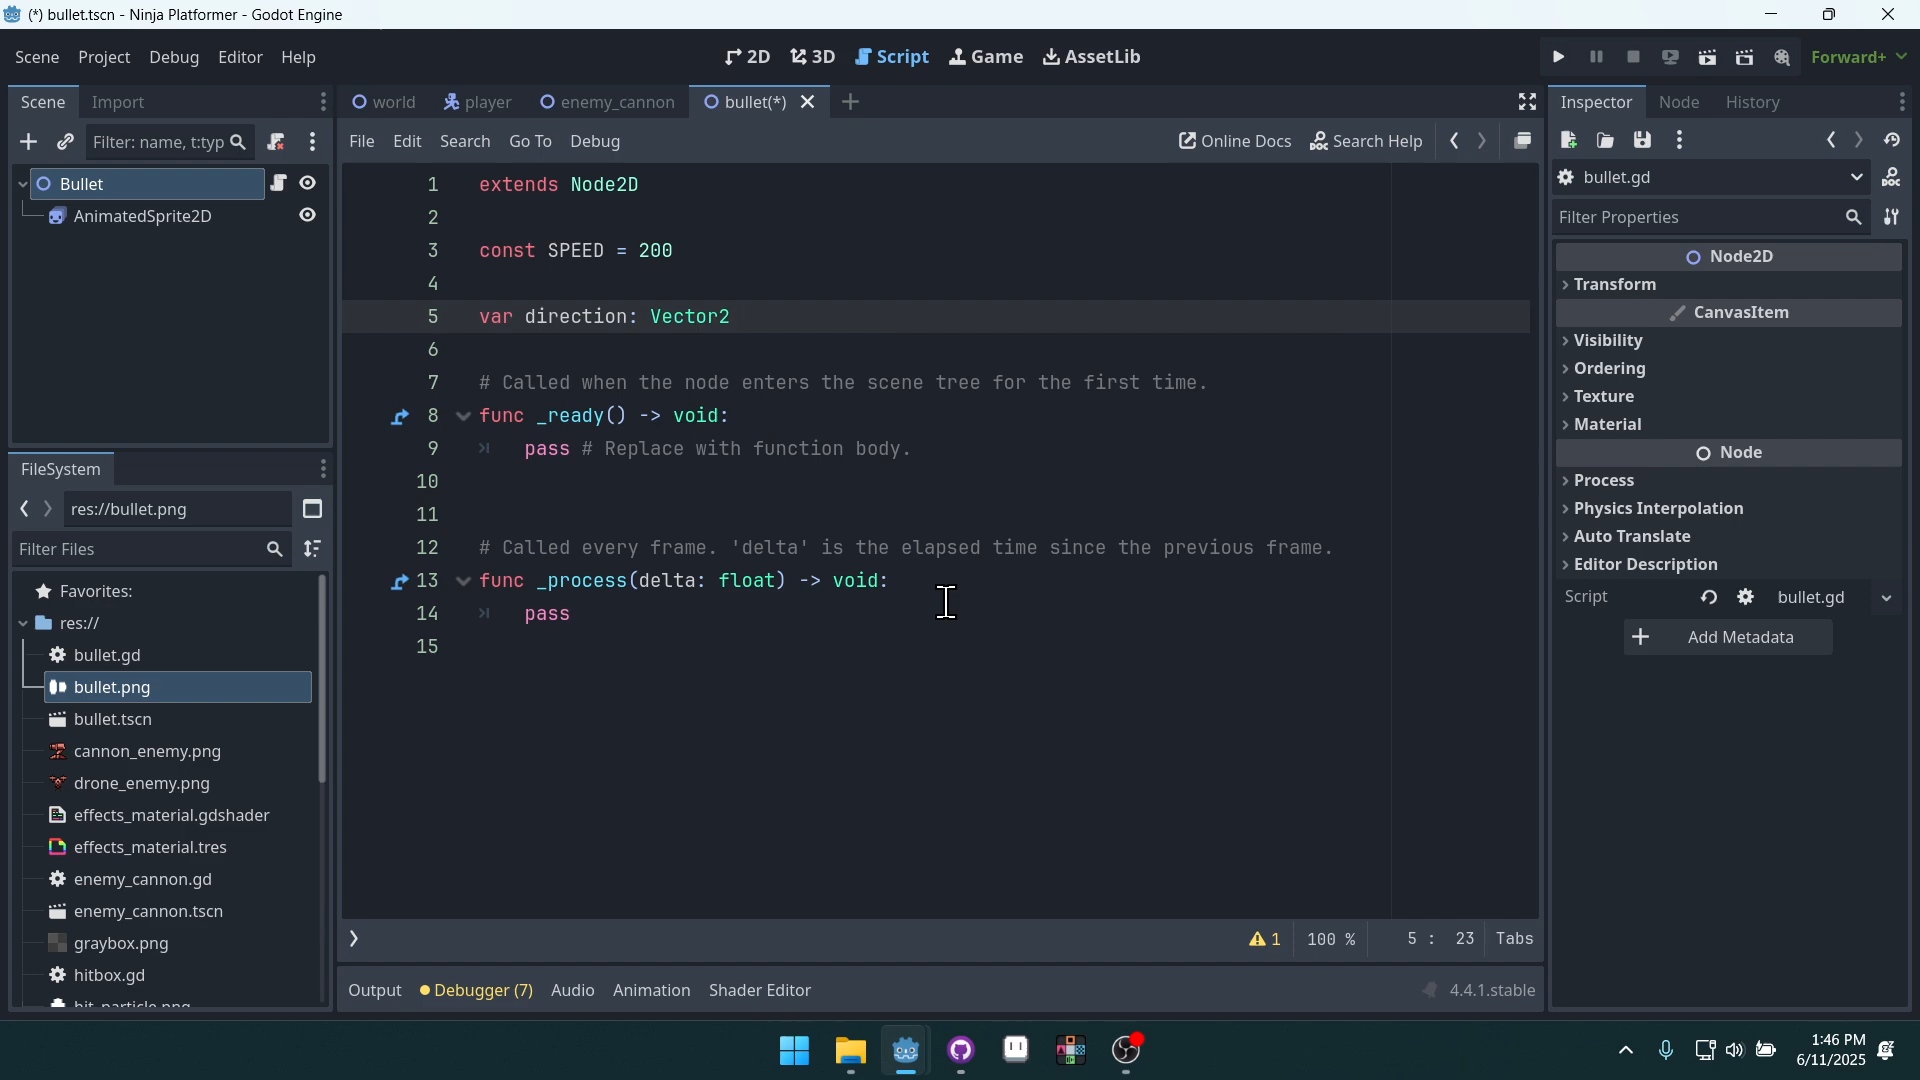 (*) bullet.tscn - Ninja Platformer - Godot Engine
Scene Project Debug Editor Help
2D 3D Script Game AssetLib
Forward+
Scene Import
world player enemy_cannon bullet(*)
Inspector Node History
Filter: name, t:typ
File Edit Search Go To Debug
Online Docs Search Help
Bullet
AnimatedSprite2D
bullet.gd
Filter Properties
Node2D
Transform
CanvasItem
Visibility
Ordering
Texture
Material
Node
Process
Physics Interpolation
Auto Translate
Editor Description
Script bullet.gd
Add Metadata
1 extends Node2D
2
3 const SPEED = 200
4
5 var direction: Vector2
6
7 # Called when the node enters the scene tree for the first time.
8 func _ready() -> void:
9 pass # Replace with function body.
10
11
12 # Called every frame. 'delta' is the elapsed time since the previous frame.
13 func _process(delta: float) -> void:
14 pass
15
FileSystem
res://bullet.png
Filter Files
Favorites:
res://
bullet.gd
bullet.png
bullet.tscn
cannon_enemy.png
drone_enemy.png
effects_material.gdshader
effects_material.tres
enemy_cannon.gd
enemy_cannon.tscn
graybox.png
hitbox.gd
hit_particle.png
1 100 % 5 : 23 Tabs
Output Debugger (7) Audio Animation Shader Editor
4.4.1.stable
1:46 PM
6/11/2025